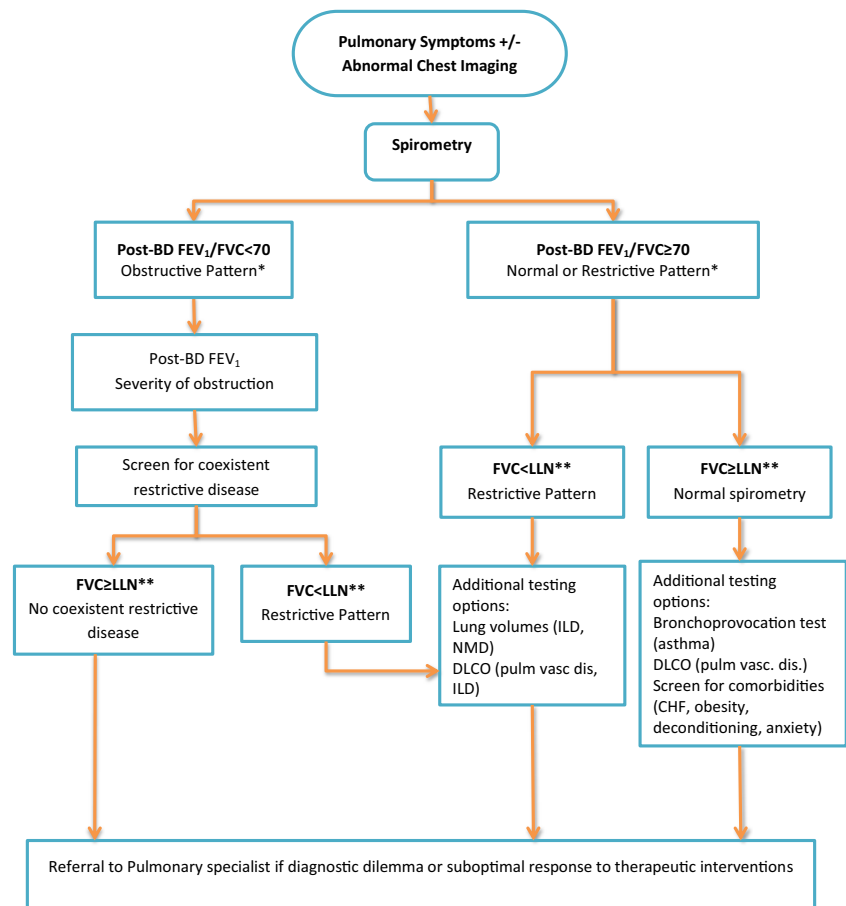 Pulmonary Symptoms +/-
Abnormal Chest Imaging
Spirometry
Post-BD FEV₁/FVC<70
Obstructive Pattern*
Post-BD FEV₁/FVC≥70
Normal or Restrictive Pattern*
Post-BD FEV₁
Severity of obstruction
Screen for coexistent
restrictive disease
FVC<LLN**
Restrictive Pattern
FVC≥LLN**
Normal spirometry
FVC≥LLN**
No coexistent restrictive
disease
FVC<LLN**
Restrictive Pattern
Additional testing
options:
Lung volumes (ILD,
NMD)
DLCO (pulm vasc dis,
ILD)
Additional testing
options:
Bronchoprovocation test
(asthma)
DLCO (pulm vasc. dis.)
Screen for comorbidities
(CHF, obesity,
deconditioning, anxiety)
Referral to Pulmonary specialist if diagnostic dilemma or suboptimal response to therapeutic interventions